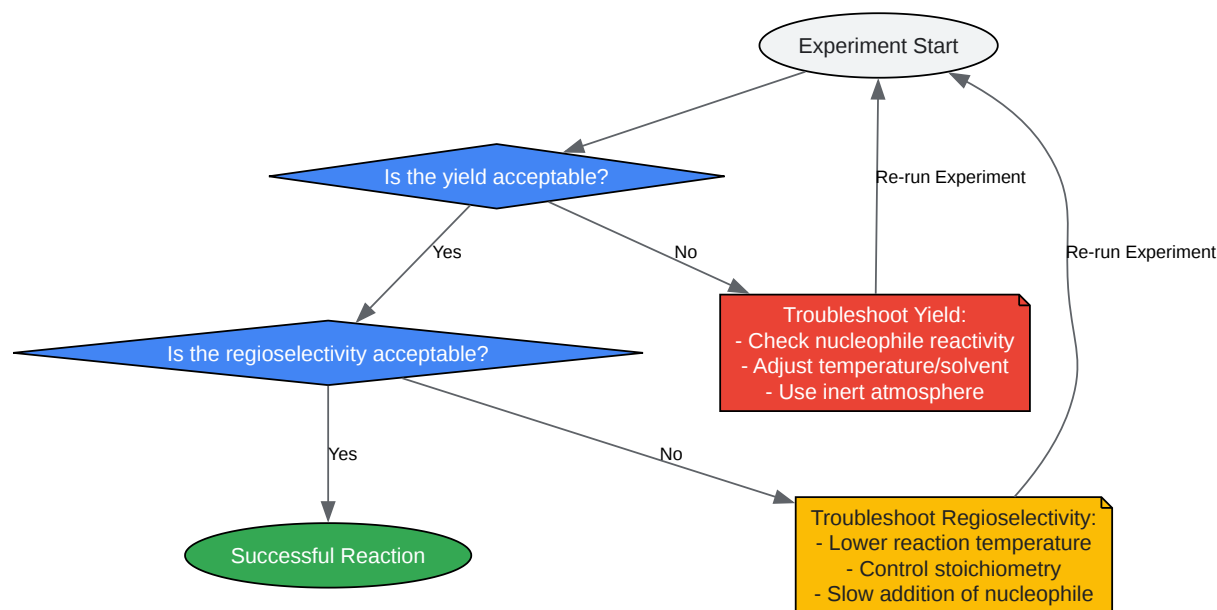 Experiment Start
Is the yield acceptable?
Re-run Experiment
Yes
No
Re-run Experiment
Troubleshoot Yield:
- Check nucleophile reactivity
- Adjust temperature/solvent
- Use inert atmosphere
Is the regioselectivity acceptable?
Yes
No
Troubleshoot Regioselectivity:
- Lower reaction temperature
- Control stoichiometry
- Slow addition of nucleophile
Successful Reaction